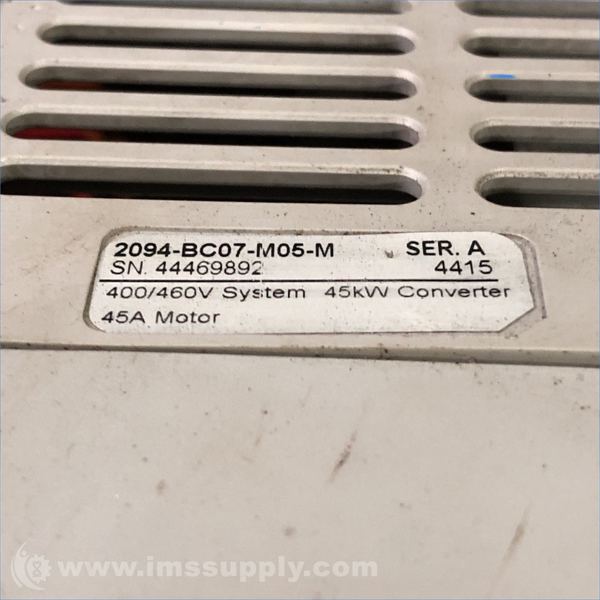 2094-BC07-M05-M SER. A
SN. 44469892 4415
400/460V System 45kW Converter
45A Motor
www.imssupply.com